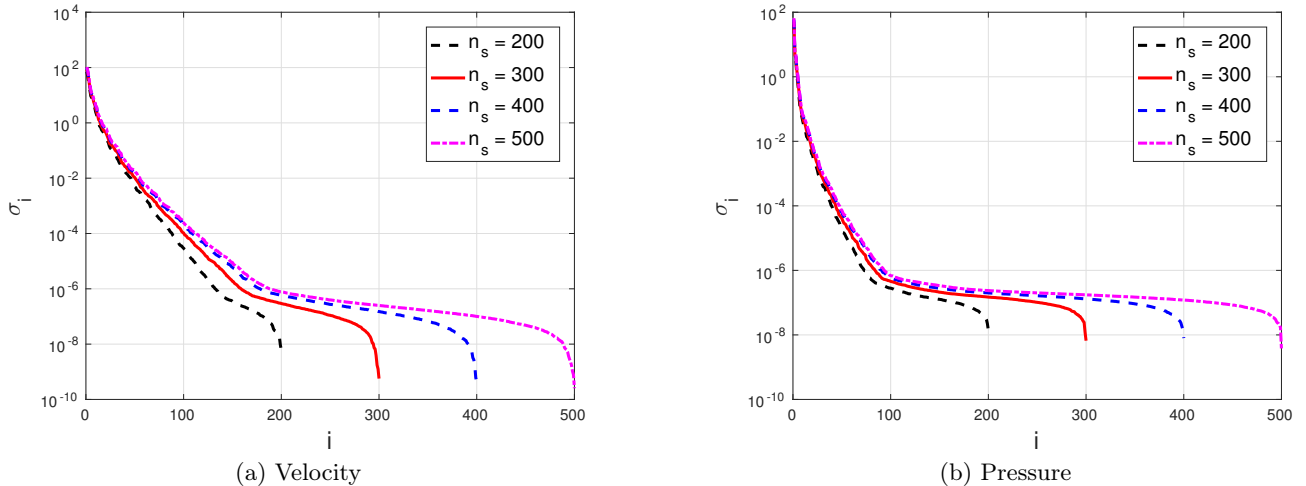 10^4
10^2
10^0
10^-2
10^-4
10^-6
10^-8
10^-10
σ_i
0 100 200 300 400 500
i
n_s = 200
n_s = 300
n_s = 400
n_s = 500
(a) Velocity
10^2
10^0
10^-2
10^-4
10^-6
10^-8
10^-10
σ_i
0 100 200 300 400 500
i
n_s = 200
n_s = 300
n_s = 400
n_s = 500
(b) Pressure